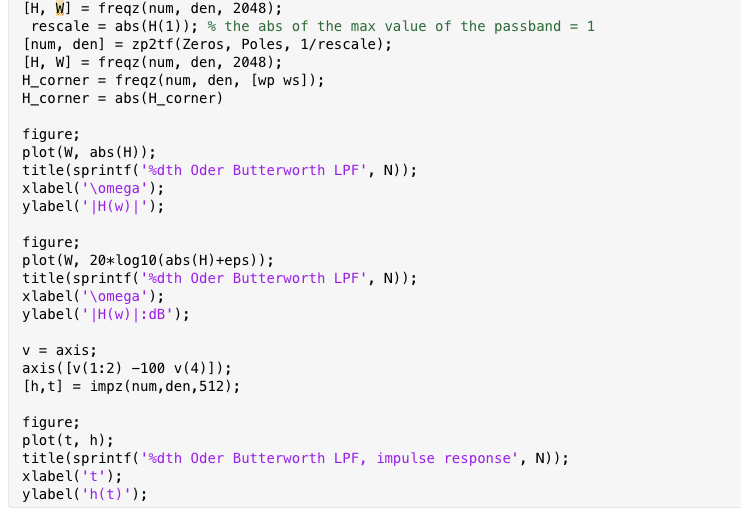 [H, W] = freqz(num, den, 2048);
rescale = abs(H(1)); % the abs of the max value of the passband = 1
[num, den] = zp2tf(Zeros, Poles, 1/rescale);
[H, W] = freqz(num, den, 2048);
H_corner = freqz(num, den, [wp ws]);
H_corner = abs(H_corner)
figure;
plot(W, abs(H));
title(sprintf('%dth Oder Butterworth LPF', N));
xlabel('\omega');
ylabel('|H(w)|');
figure;
plot(W, 20*log10(abs(H)+eps));
title(sprintf('%dth Oder Butterworth LPF', N));
xlabel('\omega');
ylabel('|H(w)|:dB');
v = axis;
axis([v(1:2) -100 v(4)]);
[h,t] = impz(num,den,512);
figure;
plot(t, h);
title(sprintf('%dth Oder Butterworth LPF, impulse response', N));
xlabel('t');
ylabel('h(t)');